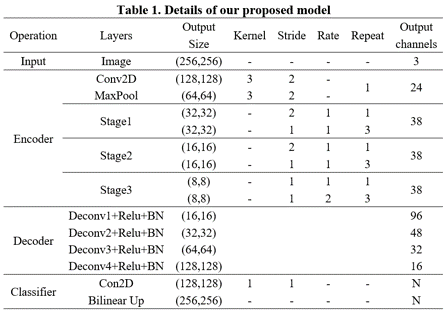 Table 1. Details of our proposed model
Operation Layers Output Size Kernel Stride Rate Repeat Output channels
Input Image (256,256) - - - - 3
Encoder Conv2D (128,128) 3 2 - 1 24
MaxPool (64,64) 3 2 -
Stage1 (32,32) - 2 1 1 38
(32,32) - 1 1 3
Stage2 (16,16) - 2 1 1 38
(16,16) - 1 1 3
Stage3 (8,8) - 1 1 1 38
(8,8) - 1 2 3
Decoder Deconv1+Relu+BN (16,16) 96
Deconv2+Relu+BN (32,32) 48
Deconv3+Relu+BN (64,64) 32
Deconv4+Relu+BN (128,128) 16
Classifier Con2D (128,128) 1 1 - - N
Bilinear Up (256,256) - - - - N